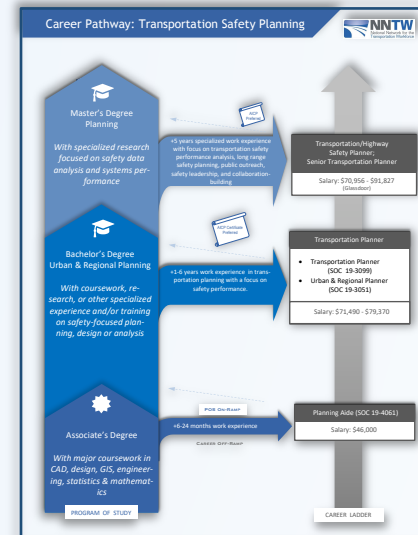 Career Pathway: Transportation Safety Planning
NNTW
National Network for the
Transportation Workforce
Master's Degree
Planning
With specialized research
focused on safety data
analysis and systems per-
formance
AICP
Preferred
+5 years specialized work experience
with focus on transportation safety
performance analysis, long range
safety planning, public outreach,
safety leadership, and collaboration-
building
Transportation/Highway
Safety Planner;
Senior Transportation Planner
Salary: $70,956 - $91,827
(Glassdoor)
Bachelor's Degree
Urban & Regional Planning
With coursework, re-
search, or other specialized
experience and/or training
on safety-focused plan-
ning, design or analysis
AICP Certificate
Preferred
+1-6 years work experience in trans-
portation planning with a focus on
safety performance.
Transportation Planner
• Transportation Planner
(SOC 19-3099)
• Urban & Regional Planner
(SOC 19-3051)
Salary: $71,490 - $79,370
Associate's Degree
With major coursework in
CAD, design, GIS, engineer-
ing, statistics & mathemat-
ics
POS On-Ramp
+6-24 months work experience
Career Off-Ramp
Planning Aide (SOC 19-4061)
Salary: $46,000
PROGRAM OF STUDY
CAREER LADDER